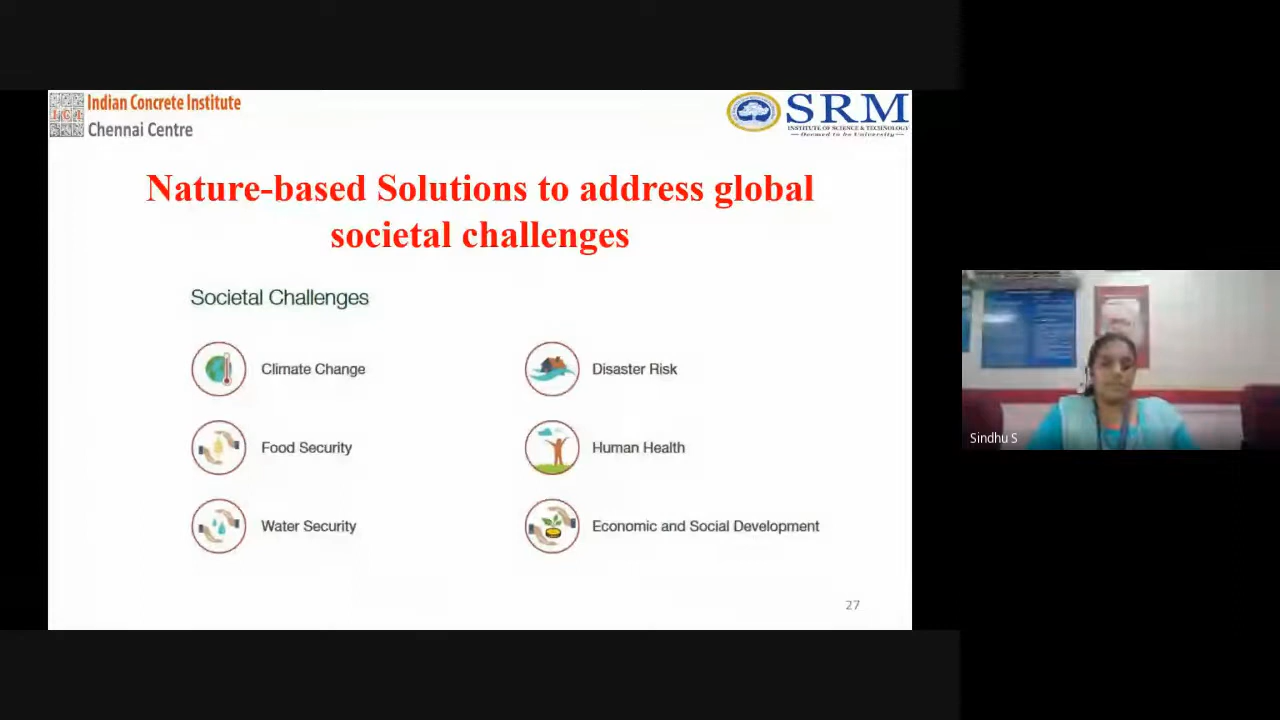 Indian Concrete Institute
Chennai Centre
ICI
SRM
INSTITUTE OF SCIENCE & TECHNOLOGY
Deemed to be University
Nature-based Solutions to address global
societal challenges
Societal Challenges
Climate Change
Disaster Risk
Food Security
Human Health
Water Security
Economic and Social Development
27
Sindhu S